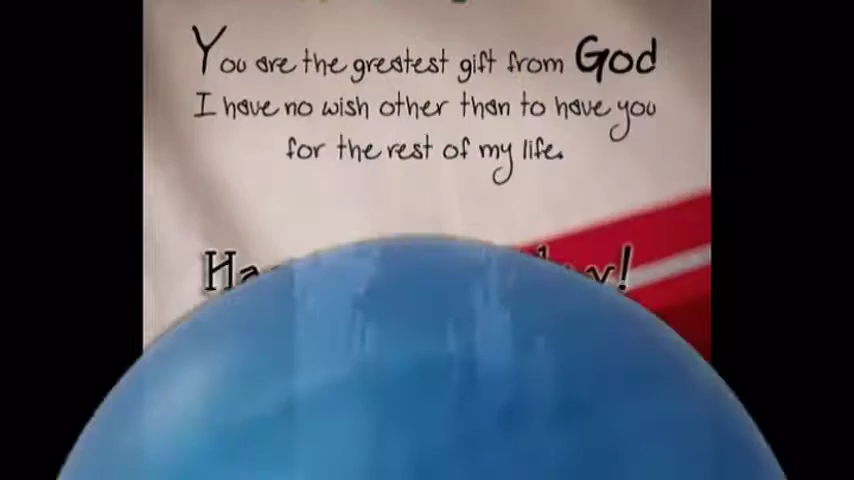 You are the greatest gift from God
I have no wish other than to have you
for the rest of my life.
Ha y!